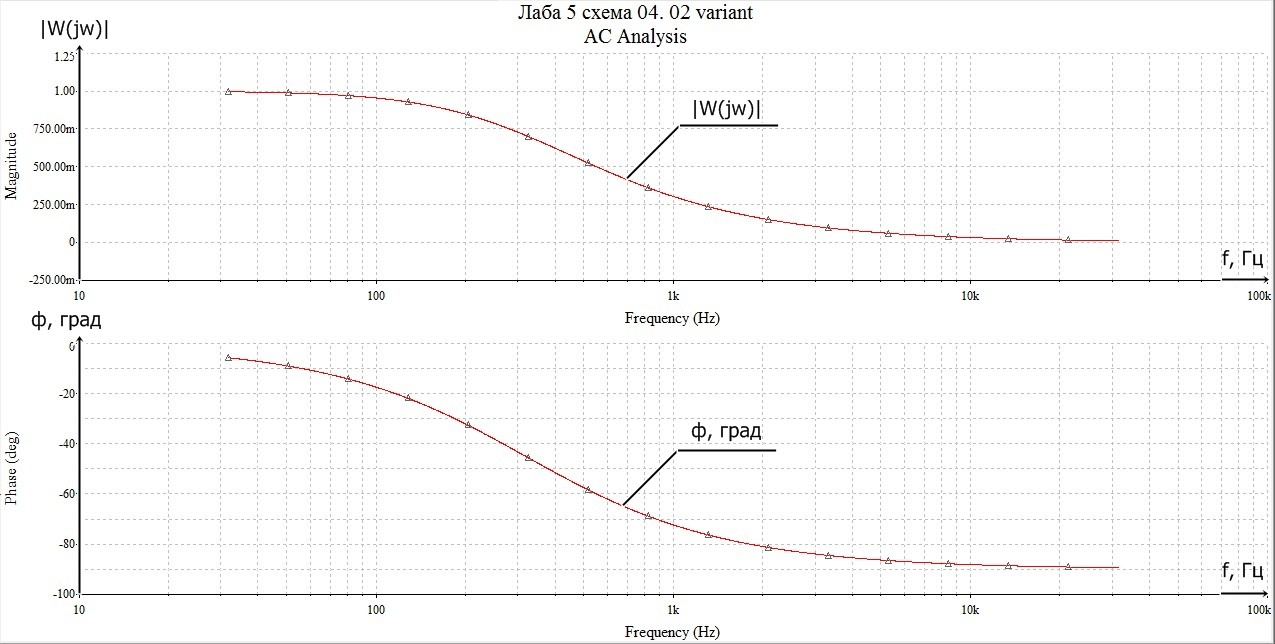 Лаба 5 схема 04. 02 variant
AC Analysis
|W(jw)|
1.25
1.00
750.00m
500.00m
250.00m
0
-250.00m
Magnitude
|W(jw)|
f, Гц
10 100 1k 10k 100k
Frequency (Hz)
ф, град
0
-20
-40
-60
-80
-100
Phase (deg)
ф, град
f, Гц
10 100 1k 10k 100k
Frequency (Hz)